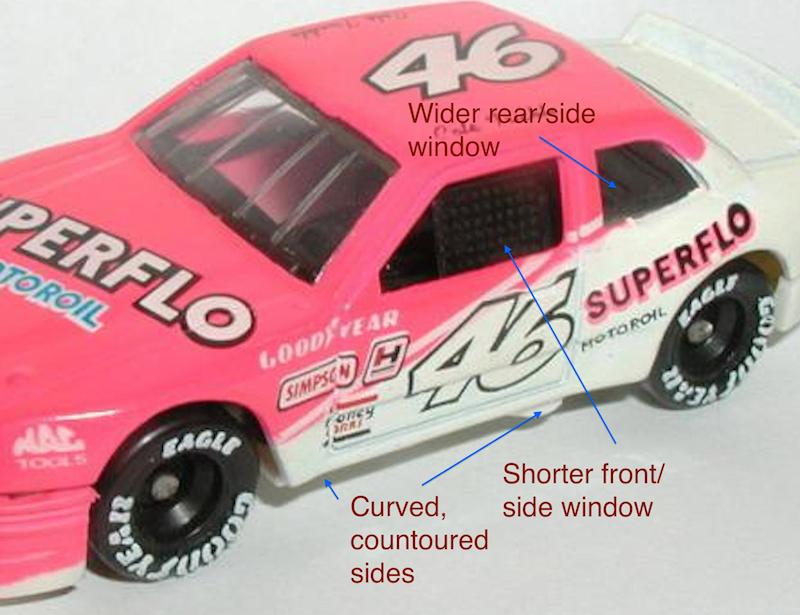 46
Wider rear/side
window
SUPERFLO
MOTOROIL
GOODYEAR
SIMPSON
H
46
SUPERFLO
MOTOROIL
MAC
TOOLS
EAGLE
GOODYEAR
EAGLE
GOODYEAR
Shorter front/
side window
Curved,
countoured
sides